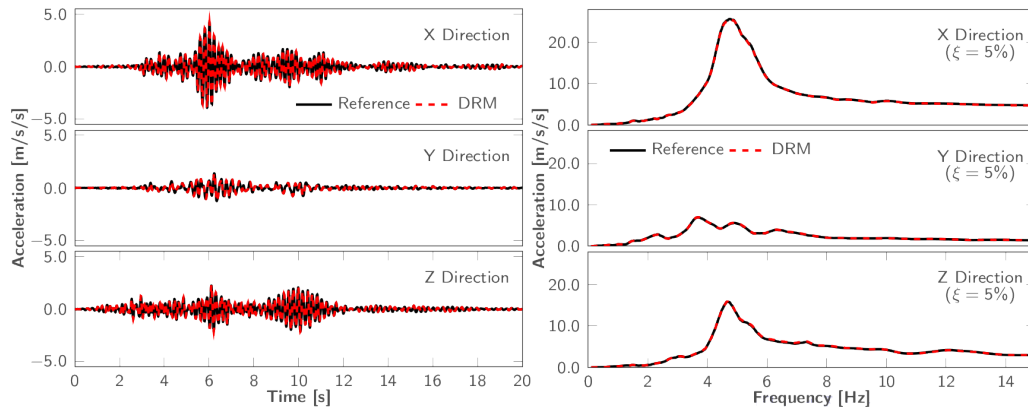 5.0
0.0
−5.0
X Direction
Reference
DRM
5.0
0.0
−5.0
Y Direction
5.0
0.0
−5.0
Z Direction
0 2 4 6 8 10 12 14 16 18 20
Time [s]
Acceleration [m/s/s]
20.0
10.0
0.0
X Direction
(ξ = 5%)
20.0
10.0
0.0
Reference
DRM
Y Direction
(ξ = 5%)
20.0
10.0
0.0
Z Direction
(ξ = 5%)
0 2 4 6 8 10 12 14
Frequency [Hz]
Acceleration [m/s/s]